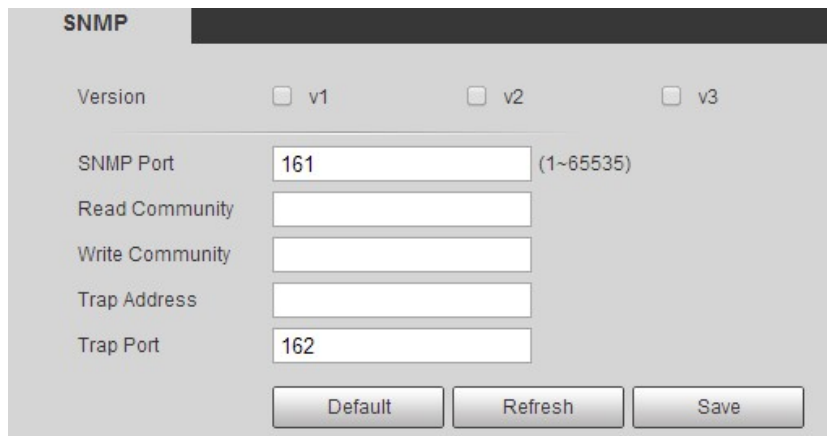 SNMP
Version v1 v2 v3
SNMP Port 161 (1~65535)
Read Community
Write Community
Trap Address
Trap Port 162
Default Refresh Save